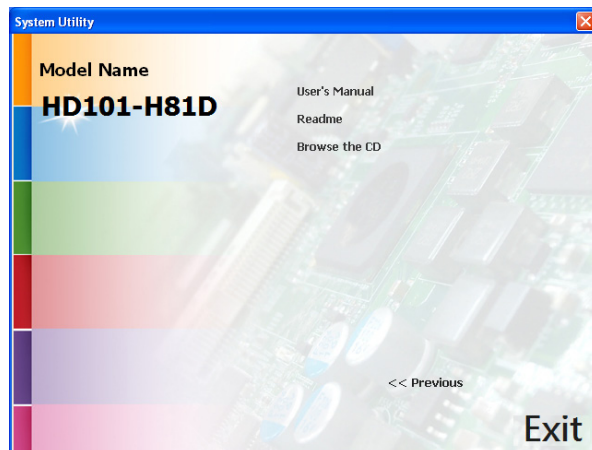 System Utility
Model Name
HD101-H81D
User's Manual
Readme
Browse the CD
<< Previous
Exit